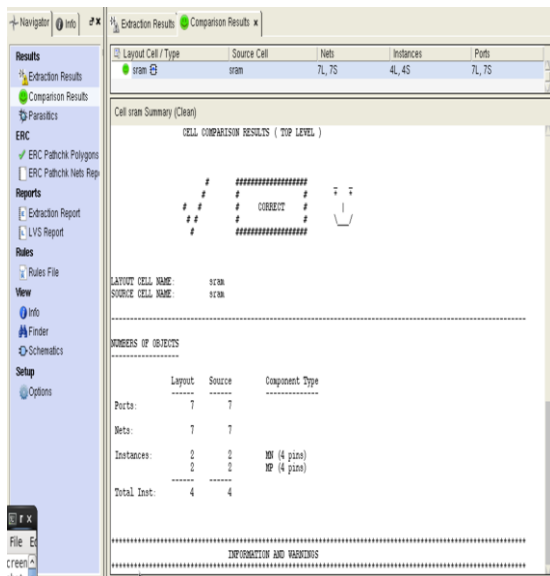 Navigator
Info
Extraction Results
Comparison Results x
Results
Extraction Results
Comparison Results
Parasitics
ERC
ERC Pathchk Polygons
ERC Pathchk Nets Rep
Reports
Extraction Report
LVS Report
Rules
Rules File
View
Info
Finder
Schematics
Setup
Options
Layout Cell / Type Source Cell Nets Instances Ports
sram sram 7L, 7S 4L, 4S 7L, 7S
Cell sram Summary (Clean)
CELL COMPARISON RESULTS ( TOP LEVEL )
CORRECT
LAYOUT CELL NAME: sram
SOURCE CELL NAME: sram
NUMBERS OF OBJECTS
Layout Source Component Type
Ports: 7 7
Nets: 7 7
Instances: 2 2 MN (4 pins)
2 2 MP (4 pins)
Total Inst: 4 4
INFORMATION AND WARNINGS
File
creen